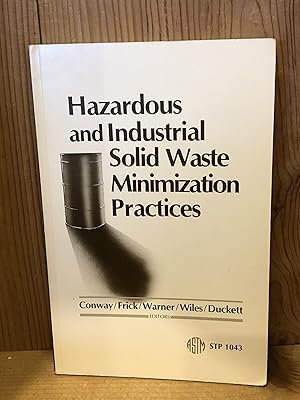 Hazardous
and Industrial
Solid Waste
Minimization
Practices
Conway/Frick/Warner/Wiles/Duckett
EDITORS
ASTM STP 1043